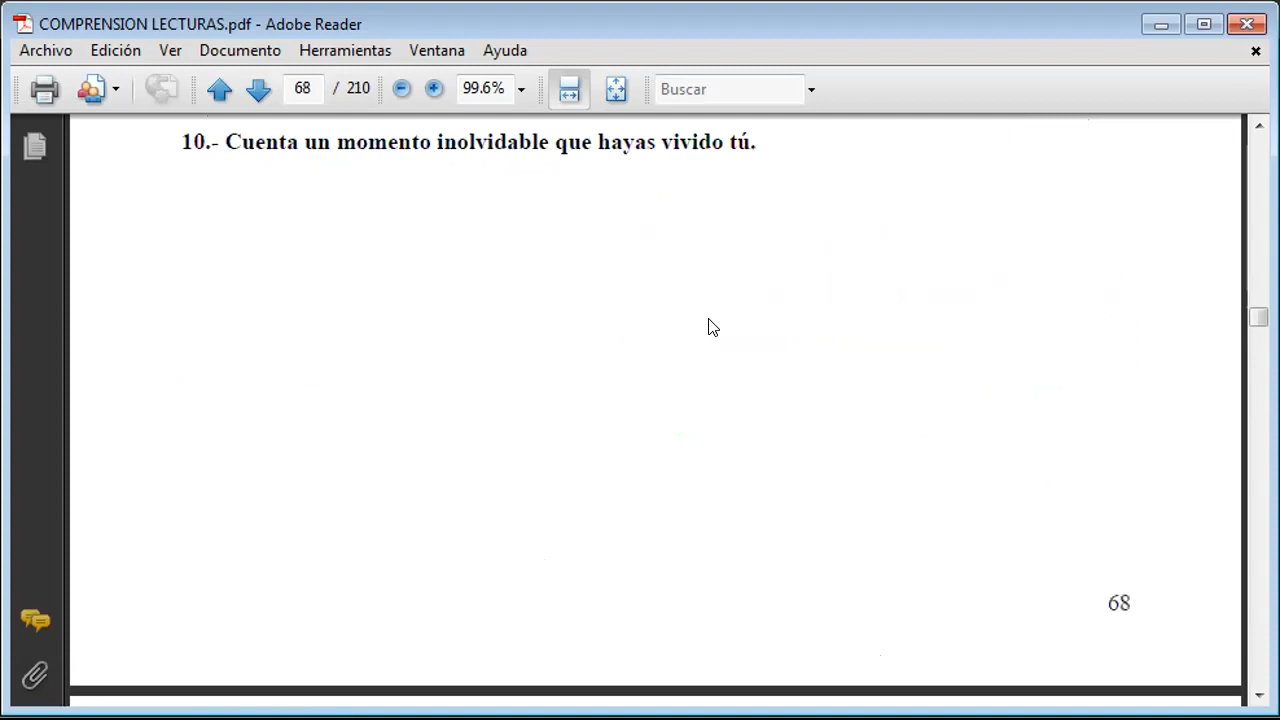 COMPRENSION LECTURAS.pdf - Adobe Reader
Archivo Edición Ver Documento Herramientas Ventana Ayuda
68 / 210 99.6% Buscar
10.- Cuenta un momento inolvidable que hayas vivido tú.
68